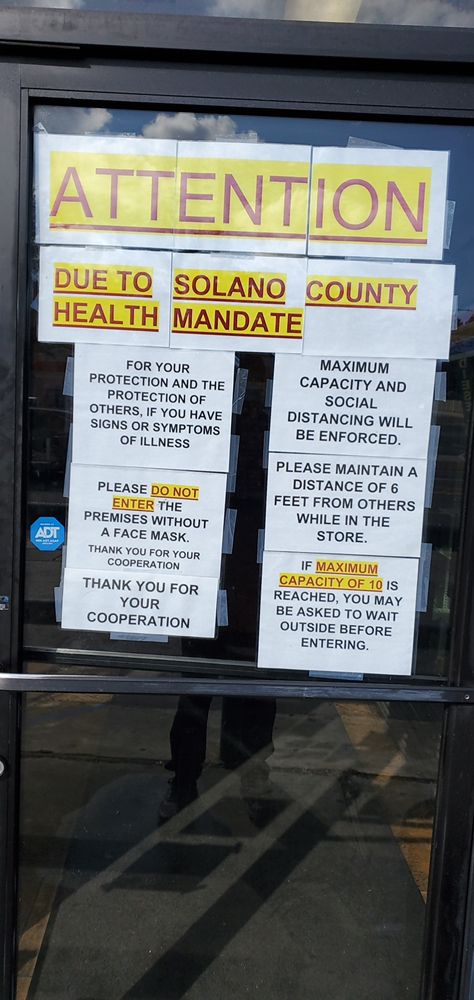 ATTENTION
DUE TO SOLANO COUNTY
HEALTH MANDATE
FOR YOUR
PROTECTION AND THE
PROTECTION OF
OTHERS, IF YOU HAVE
SIGNS OR SYMPTOMS
OF ILLNESS
PLEASE DO NOT
ENTER THE
PREMISES WITHOUT
A FACE MASK.
THANK YOU FOR YOUR
COOPERATION
THANK YOU FOR
YOUR
COOPERATION
MAXIMUM
CAPACITY AND
SOCIAL
DISTANCING WILL
BE ENFORCED.
PLEASE MAINTAIN A
DISTANCE OF 6
FEET FROM OTHERS
WHILE IN THE
STORE.
IF MAXIMUM
CAPACITY OF 10 IS
REACHED, YOU MAY
BE ASKED TO WAIT
OUTSIDE BEFORE
ENTERING.
ADT